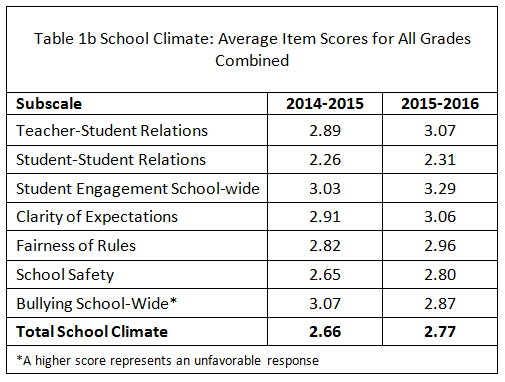 Table 1b School Climate: Average Item Scores for All Grades
Combined
Subscale 2014-2015 2015-2016
Teacher-Student Relations 2.89 3.07
Student-Student Relations 2.26 2.31
Student Engagement School-wide 3.03 3.29
Clarity of Expectations 2.91 3.06
Fairness of Rules 2.82 2.96
School Safety 2.65 2.80
Bullying School-Wide* 3.07 2.87
Total School Climate 2.66 2.77
*A higher score represents an unfavorable response